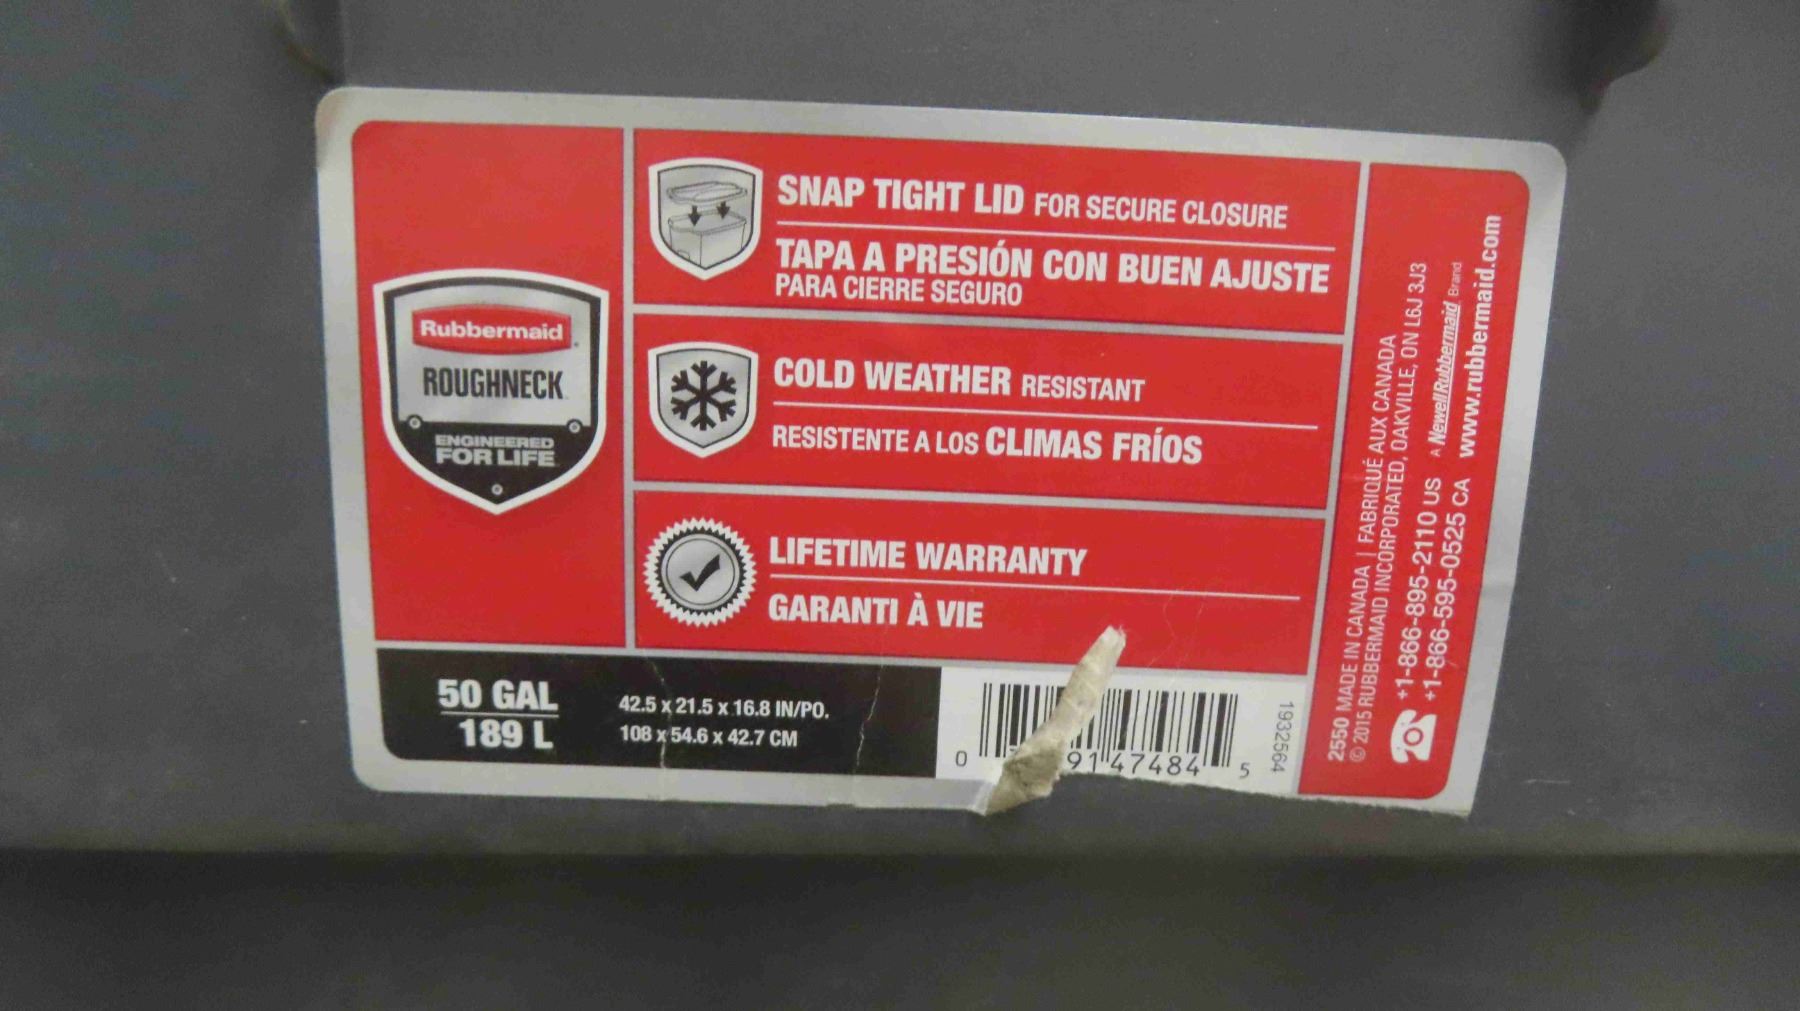 Rubbermaid
ROUGHNECK
ENGINEERED
FOR LIFE
SNAP TIGHT LID FOR SECURE CLOSURE
TAPA A PRESIÓN CON BUEN AJUSTE
PARA CIERRE SEGURO
COLD WEATHER RESISTANT
RESISTENTE A LOS CLIMAS FRÍOS
LIFETIME WARRANTY
GARANTI À VIE
50 GAL
189 L
42.5 x 21.5 x 16.8 IN/PO.
108 x 54.6 x 42.7 CM
0 91 47484 5
1932564
2550 MADE IN CANADA | FABRIQUÉ AUX CANADA
© 2015 RUBBERMAID INCORPORATED, OAKVILLE, ON L6J 3J3
+1-866-895-2110 US A NewellRubbermaid Brand
+1-866-595-0525 CA www.rubbermaid.com